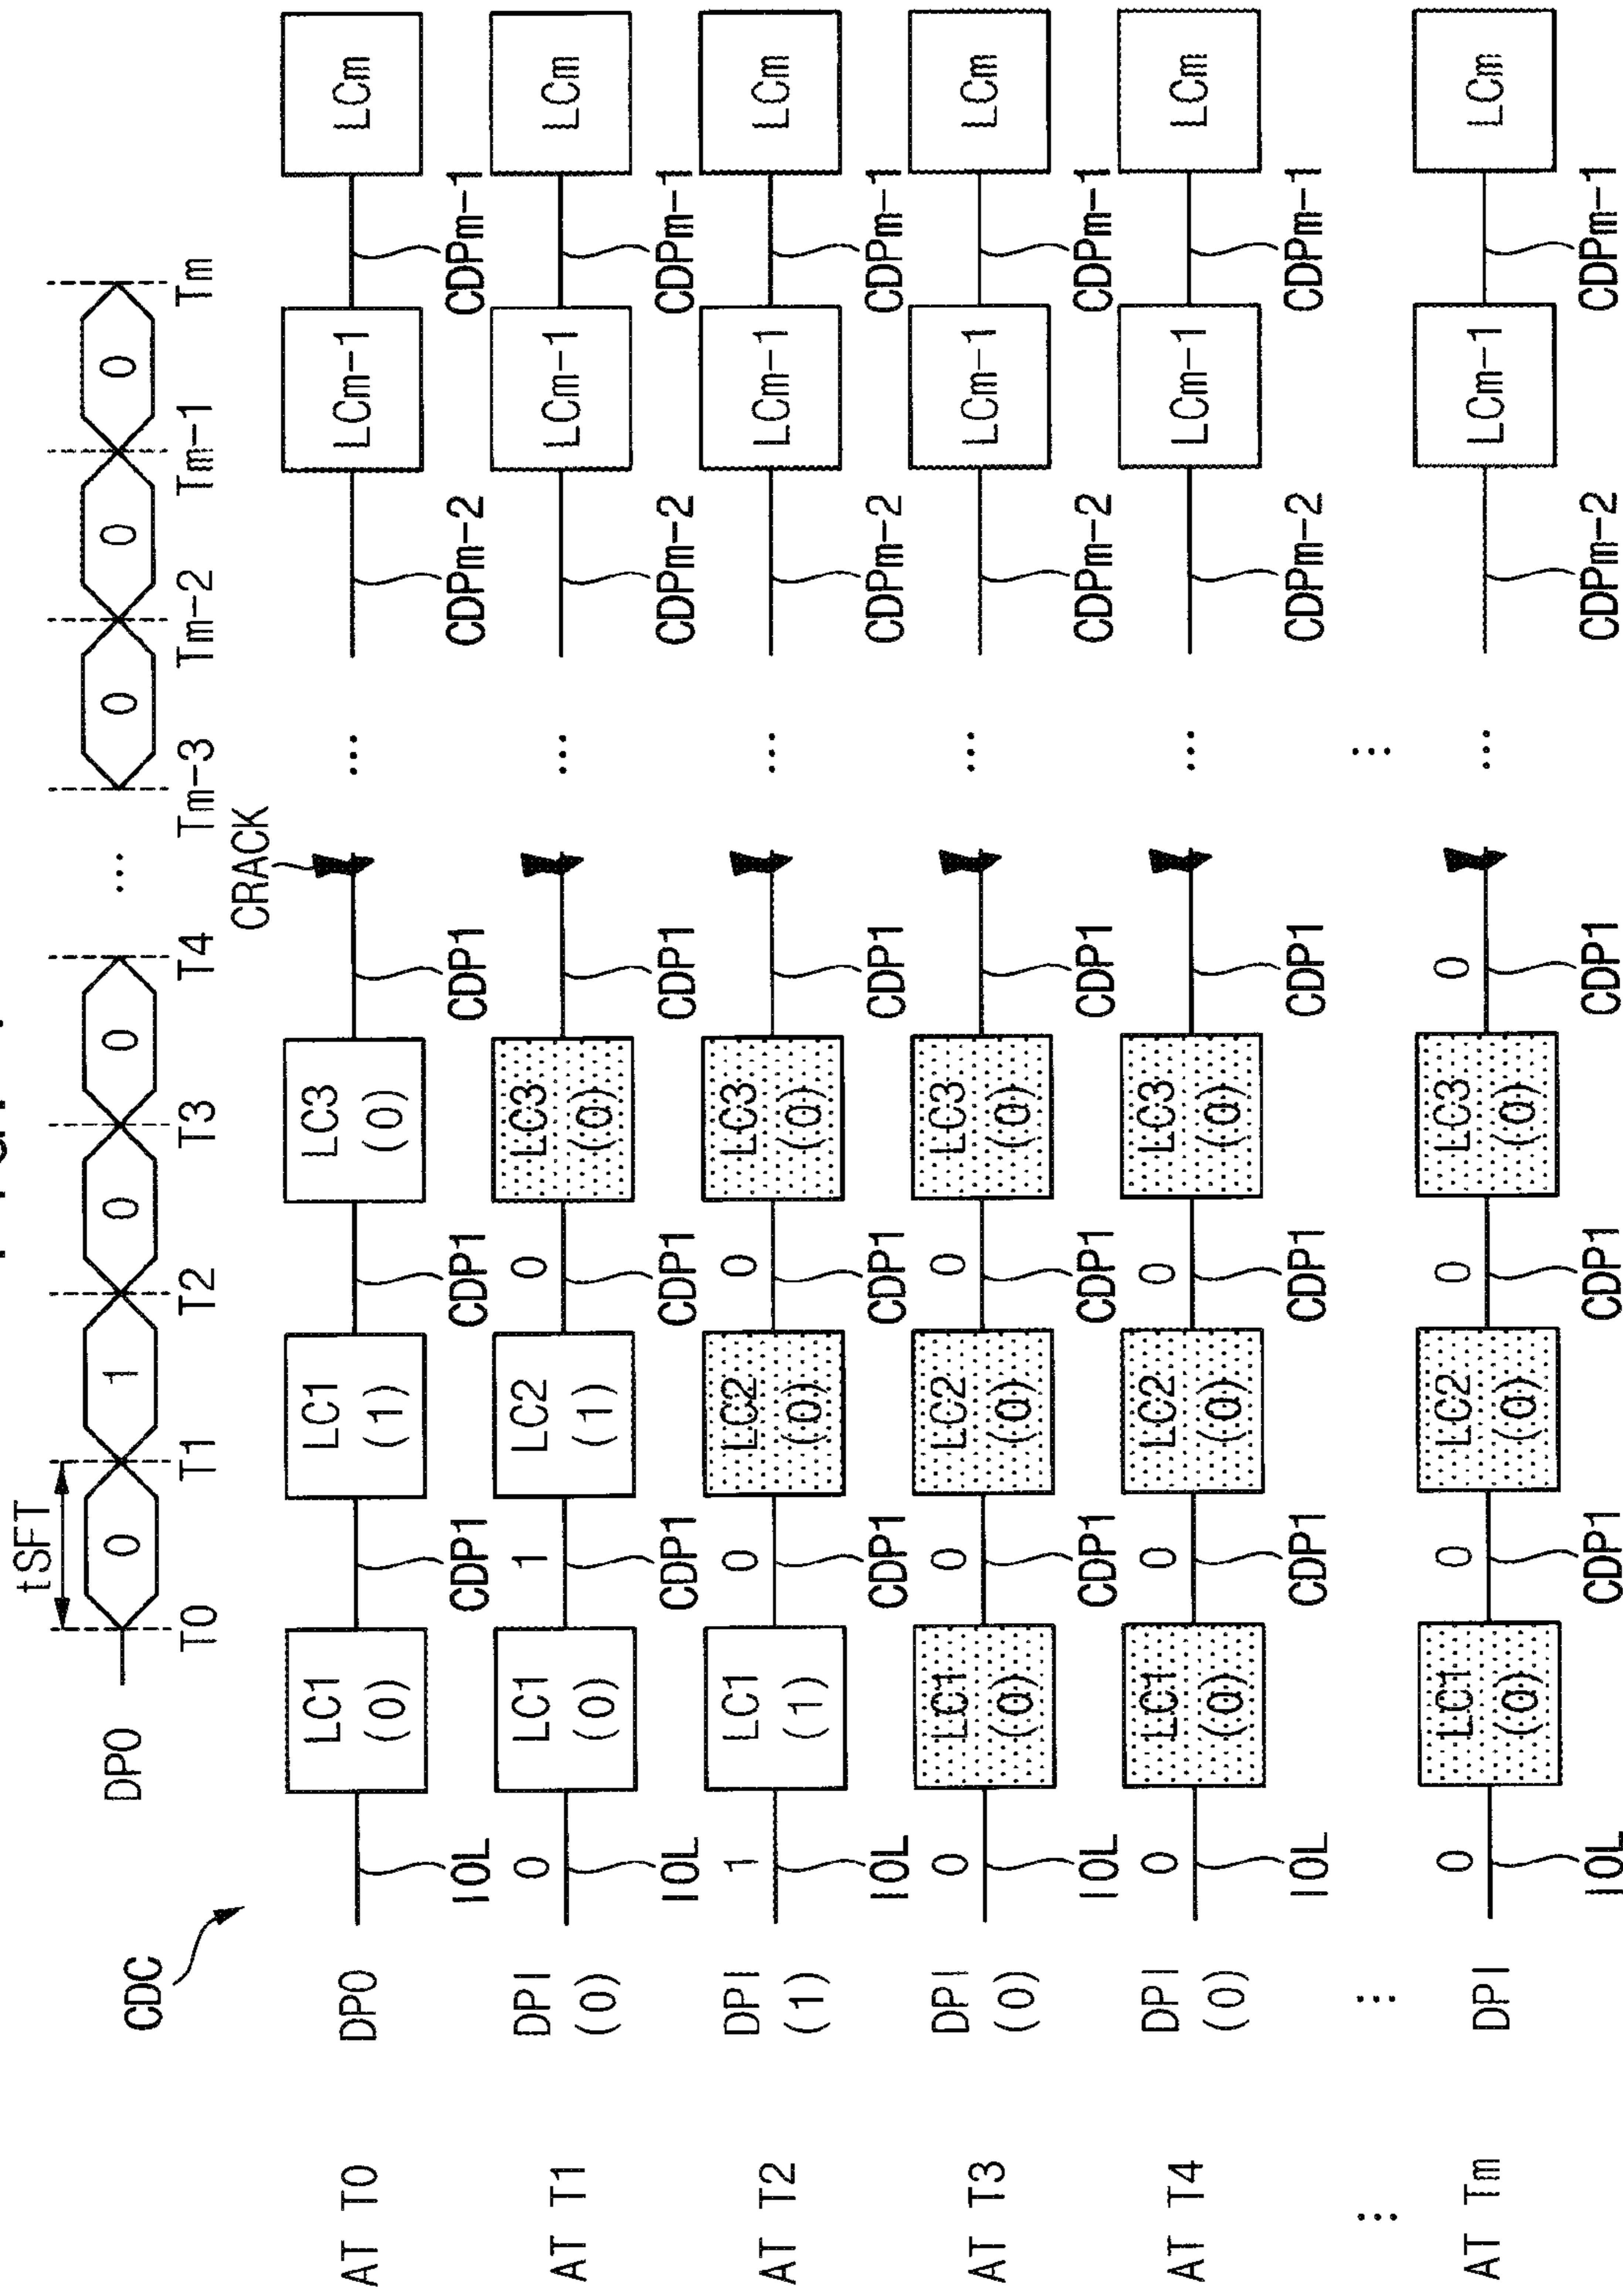 tSFT
DPO 0 1 0 0 ... 0 0 0
T0 T1 T2 T3 T4 Tm-3 Tm-2 Tm-1 Tm
CDC
CRACK
AT T0 DPO LC1 (0) LC1 (1) LC3 (0) ... LCm-1 LCm
IOL CDP1 CDP1 CDP1 CDPm-2 CDPm-1
0 1 0
AT T1 DPI (0) LC1 (0) LC2 (1) LC3 (0) ... LCm-1 LCm
IOL CDP1 CDP1 CDP1 CDPm-2 CDPm-1
1 0 0
AT T2 DPI (1) LC1 (1) LC2 (0) LC3 (0) ... LCm-1 LCm
IOL CDP1 CDP1 CDP1 CDPm-2 CDPm-1
0 0 0
AT T3 DPI (0) LC1 (0) LC2 (0) LC3 (0) ... LCm-1 LCm
IOL CDP1 CDP1 CDP1 CDPm-2 CDPm-1
0 0 0
AT T4 DPI (0) LC1 (0) LC2 (0) LC3 (0) ... LCm-1 LCm
IOL CDP1 CDP1 CDP1 CDPm-2 CDPm-1
0 0 0 0
AT Tm DPI LC1 (0) LC2 (0) LC3 (0) ... LCm-1 LCm
IOL CDP1 CDP1 CDP1 CDPm-2 CDPm-1